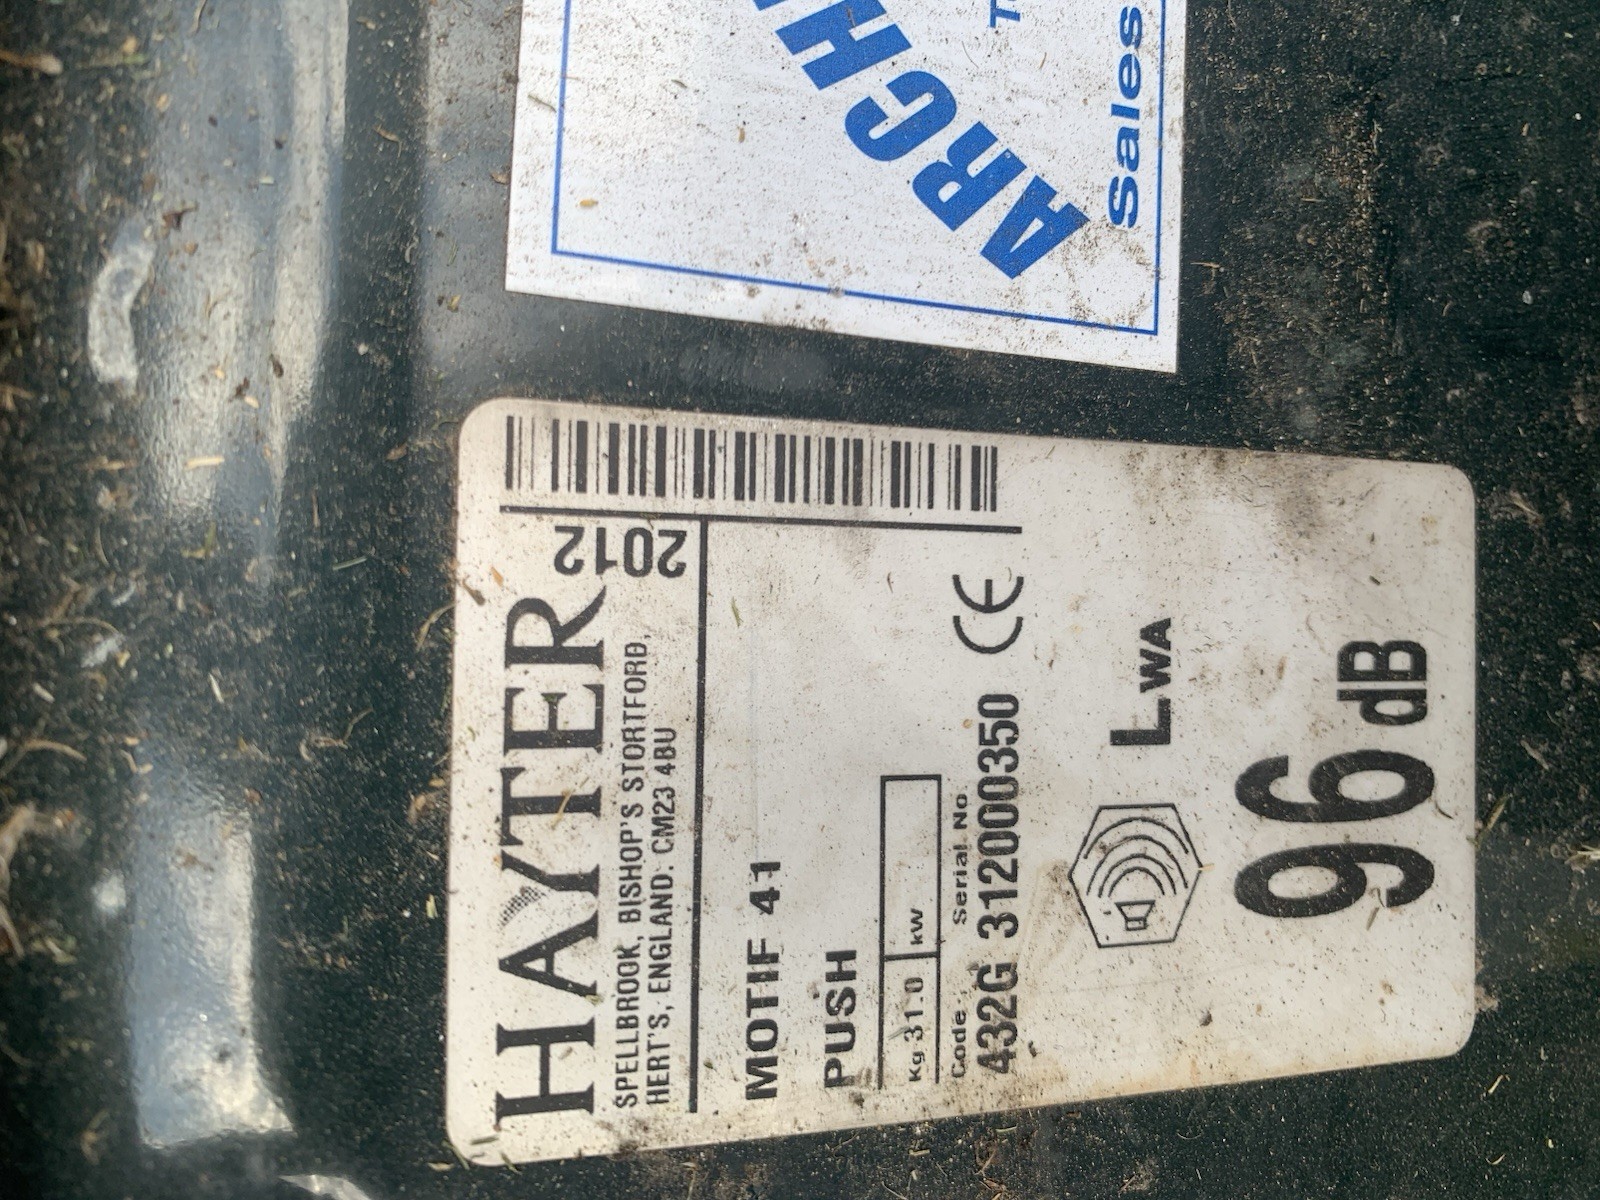 ARCH
Sales
HAYTER
2012
SPELLBROOK, BISHOP'S STORTFORD,
HERT'S, ENGLAND. CM23 4BU
MOTIF 41
PUSH
Kg 31.0 kW
Code. Serial No.
432G 312000350 CE
LWA
96 dB